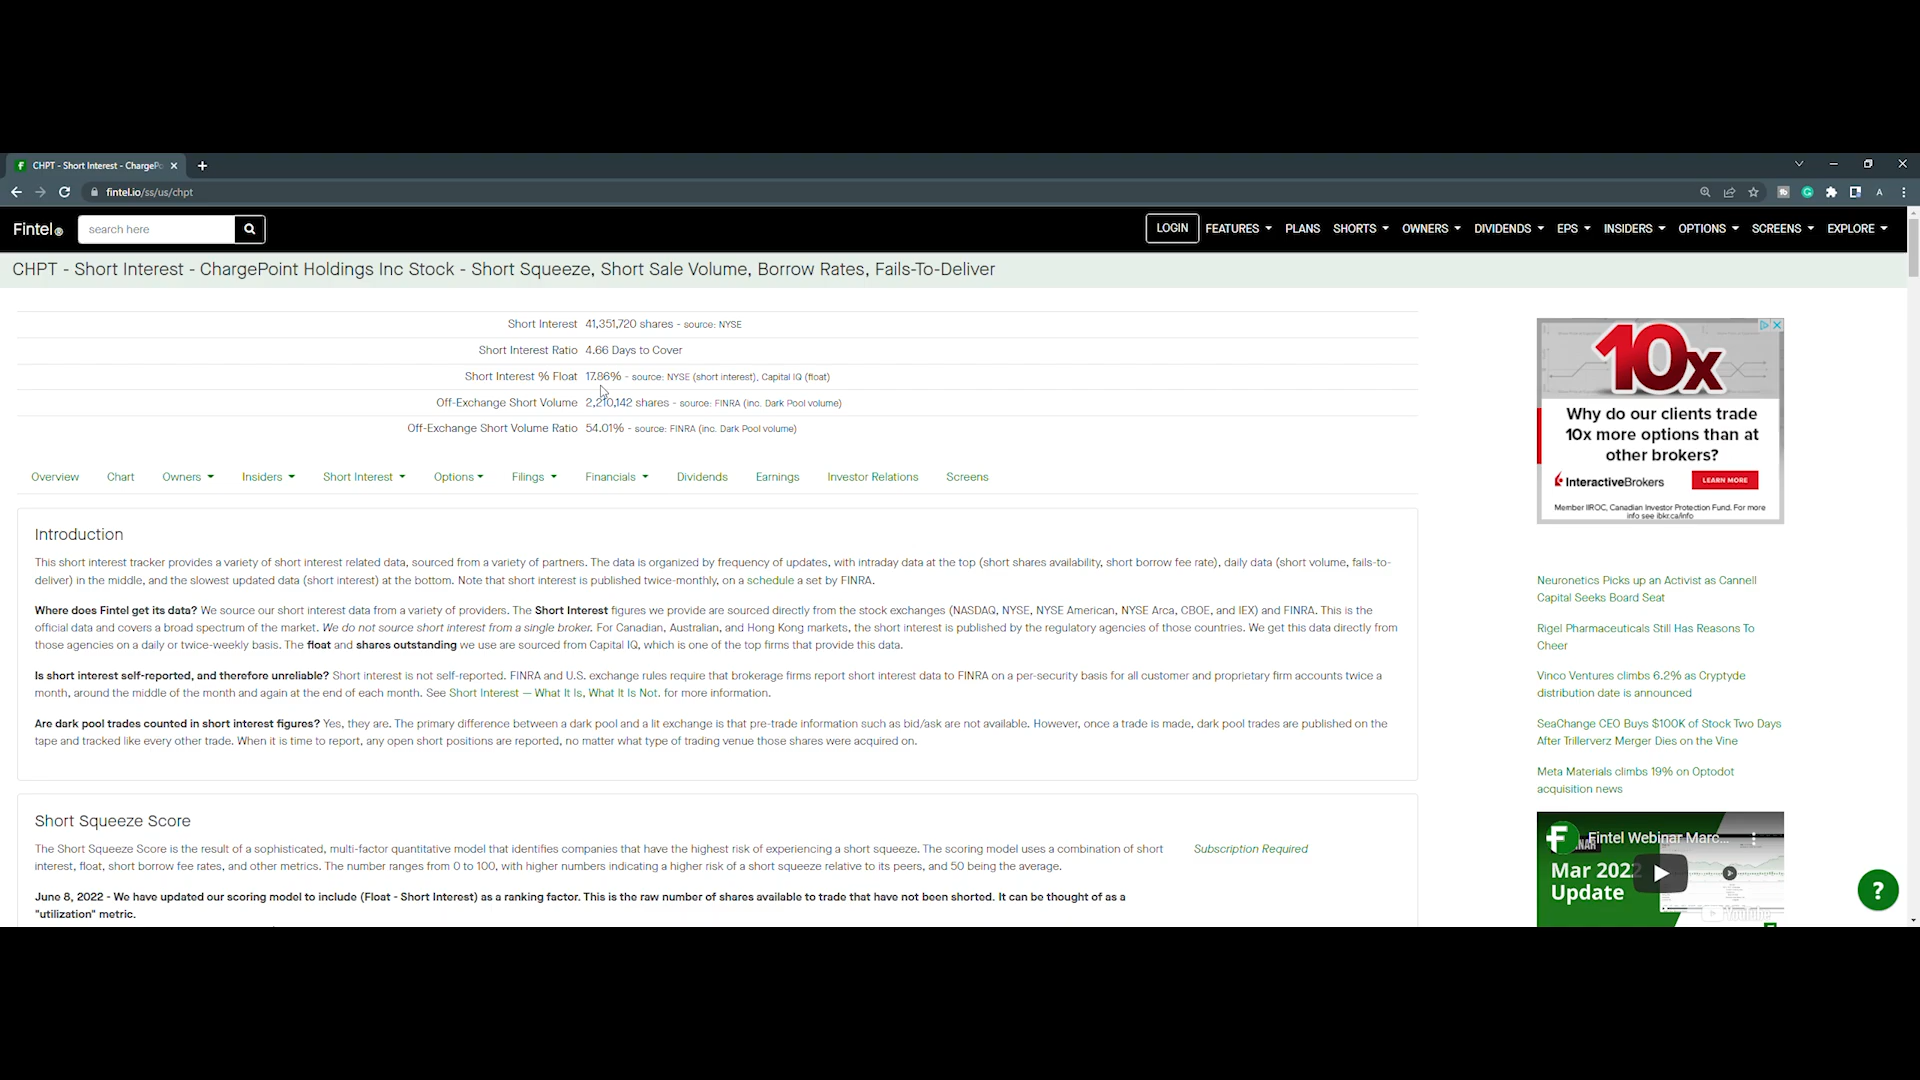 CHPT - Short Interest - ChargePo
fintel.io/ss/us/chpt
A
Fintel
search here
LOGIN
FEATURES
PLANS
SHORTS
OWNERS
DIVIDENDS
EPS
INSIDERS
OPTIONS
SCREENS
EXPLORE
CHPT - Short Interest - ChargePoint Holdings Inc Stock - Short Squeeze, Short Sale Volume, Borrow Rates, Fails-To-Deliver
Short Interest 41,351,720 shares - source: NYSE
Short Interest Ratio 4.66 Days to Cover
Short Interest % Float 17.86% - source: NYSE (short interest), Capital IQ (float)
Off-Exchange Short Volume 2,210,142 shares - source: FINRA (inc. Dark Pool volume)
Off-Exchange Short Volume Ratio 54.01% - source: FINRA (inc. Dark Pool volume)
Overview
Chart
Owners
Insiders
Short Interest
Options
Filings
Financials
Dividends
Earnings
Investor Relations
Screens
Introduction
This short interest tracker provides a variety of short interest related data, sourced from a variety of partners. The data is organized by frequency of updates, with intraday data at the top (short shares availability, short borrow fee rate), daily data (short volume, fails-to-
deliver) in the middle, and the slowest updated data (short interest) at the bottom. Note that short interest is published twice-monthly, on a schedule a set by FINRA.
Where does Fintel get its data? We source our short interest data from a variety of providers. The Short Interest figures we provide are sourced directly from the stock exchanges (NASDAQ, NYSE, NYSE American, NYSE Arca, CBOE, and IEX) and FINRA. This is the
official data and covers a broad spectrum of the market. We do not source short interest from a single broker. For Canadian, Australian, and Hong Kong markets, the short interest is published by the regulatory agencies of those countries. We get this data directly from
those agencies on a daily or twice-weekly basis. The float and shares outstanding we use are sourced from Capital IQ, which is one of the top firms that provide this data.
Is short interest self-reported, and therefore unreliable? Short interest is not self-reported. FINRA and U.S. exchange rules require that brokerage firms report short interest data to FINRA on a per-security basis for all customer and proprietary firm accounts twice a
month, around the middle of the month and again at the end of each month. See Short Interest — What It Is, What It Is Not. for more information.
Are dark pool trades counted in short interest figures? Yes, they are. The primary difference between a dark pool and a lit exchange is that pre-trade information such as bid/ask are not available. However, once a trade is made, dark pool trades are published on the
tape and tracked like every other trade. When it is time to report, any open short positions are reported, no matter what type of trading venue those shares were acquired on.
Short Squeeze Score
The Short Squeeze Score is the result of a sophisticated, multi-factor quantitative model that identifies companies that have the highest risk of experiencing a short squeeze. The scoring model uses a combination of short
interest, float, short borrow fee rates, and other metrics. The number ranges from 0 to 100, with higher numbers indicating a higher risk of a short squeeze relative to its peers, and 50 being the average.
Subscription Required
June 8, 2022 - We have updated our scoring model to include (Float - Short Interest) as a ranking factor. This is the raw number of shares available to trade that have not been shorted. It can be thought of as a
"utilization" metric.
10x
Why do our clients trade
10x more options than at
other brokers?
InteractiveBrokers
LEARN MORE
Member IIROC, Canadian Investor Protection Fund. For more
info see ibkr.ca/info
Neuronetics Picks up an Activist as Cannell
Capital Seeks Board Seat
Rigel Pharmaceuticals Still Has Reasons To
Cheer
Vinco Ventures climbs 6.2% as Cryptyde
distribution date is announced
SeaChange CEO Buys $100K of Stock Two Days
After Trillerverz Merger Dies on the Vine
Meta Materials climbs 19% on Optodot
acquisition news
Fintel Webinar Marc...
Mar 2022
Update
YouTube
?